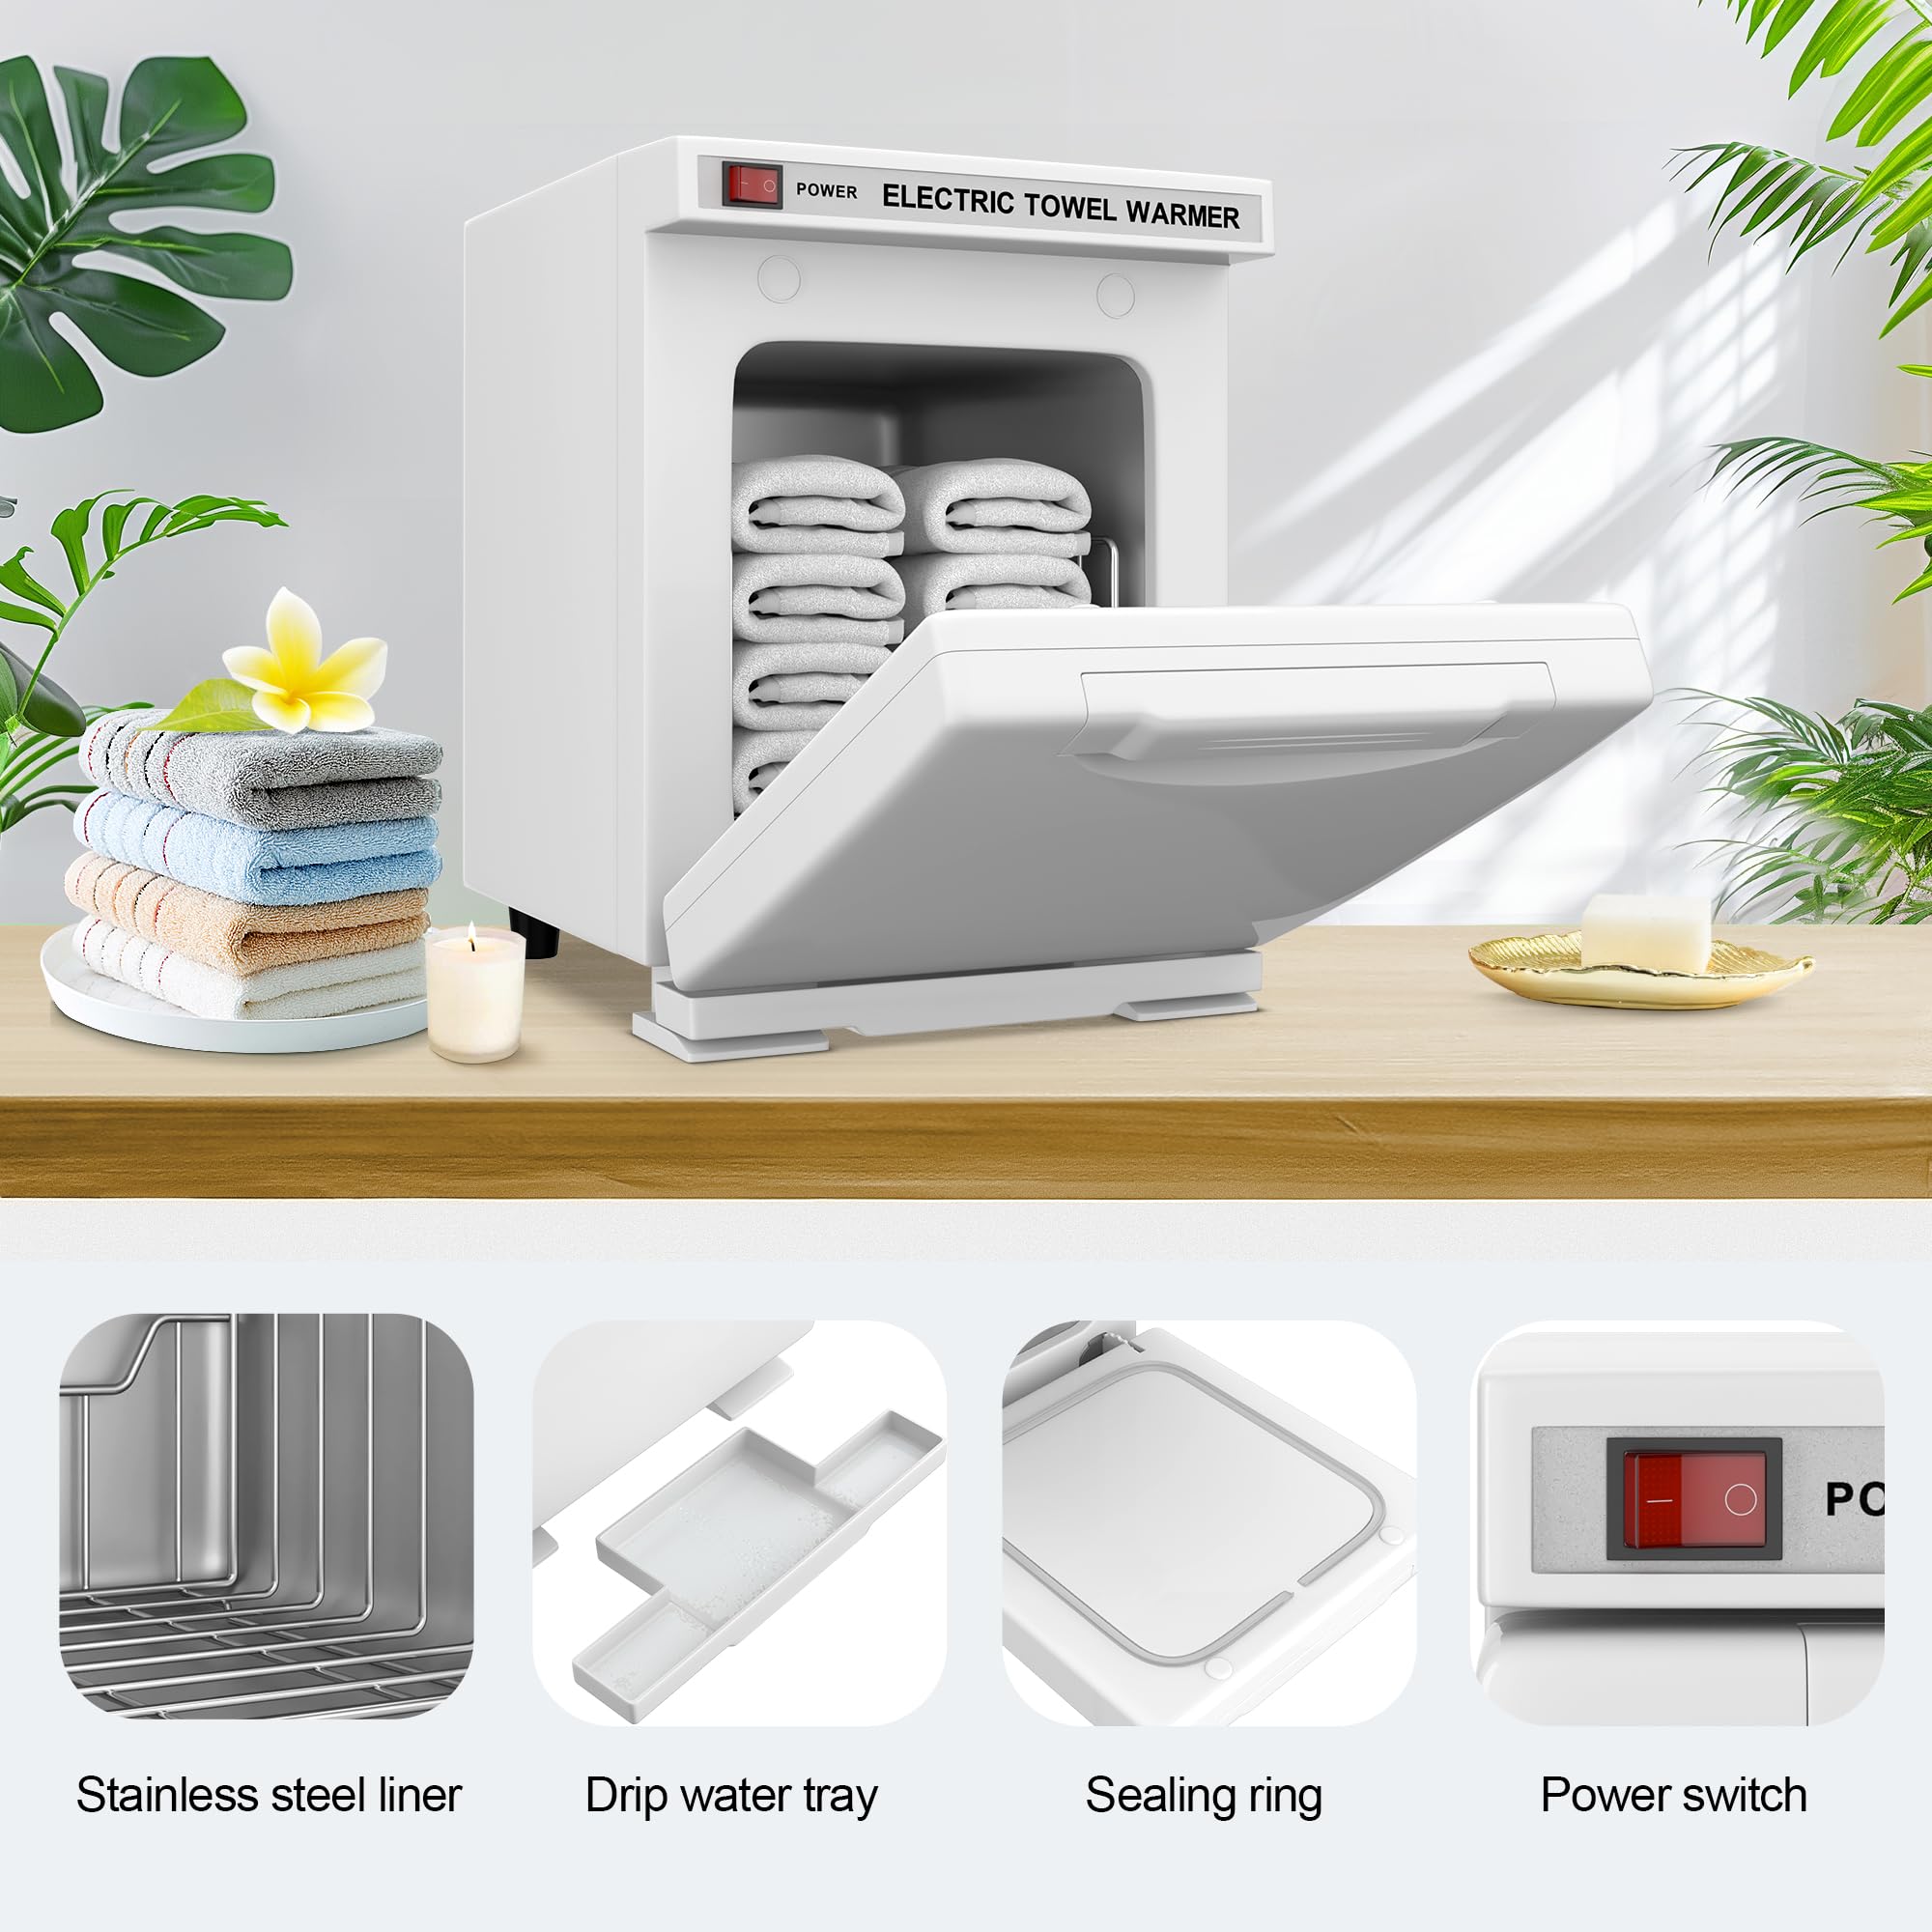 POWER ELECTRIC TOWEL WARMER
PO
Stainless steel liner
Drip water tray
Sealing ring
Power switch